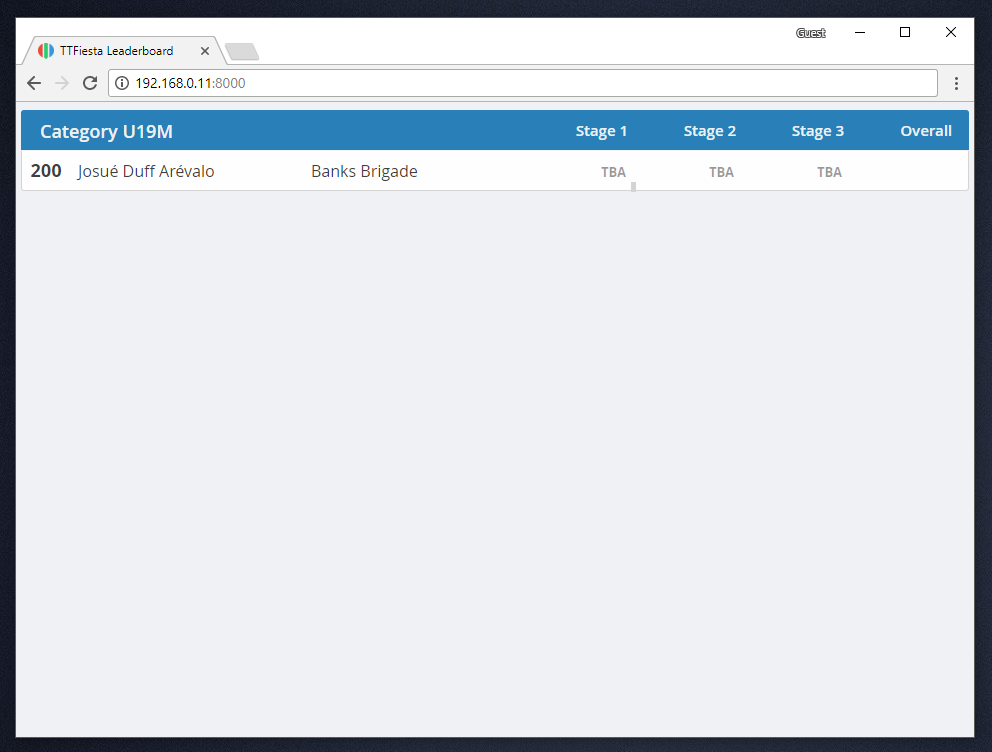 Guest
TTFiesta Leaderboard
192.168.0.11:8000
Category U19M Stage 1 Stage 2 Stage 3 Overall
200 Josué Duff Arévalo Banks Brigade TBA TBA TBA